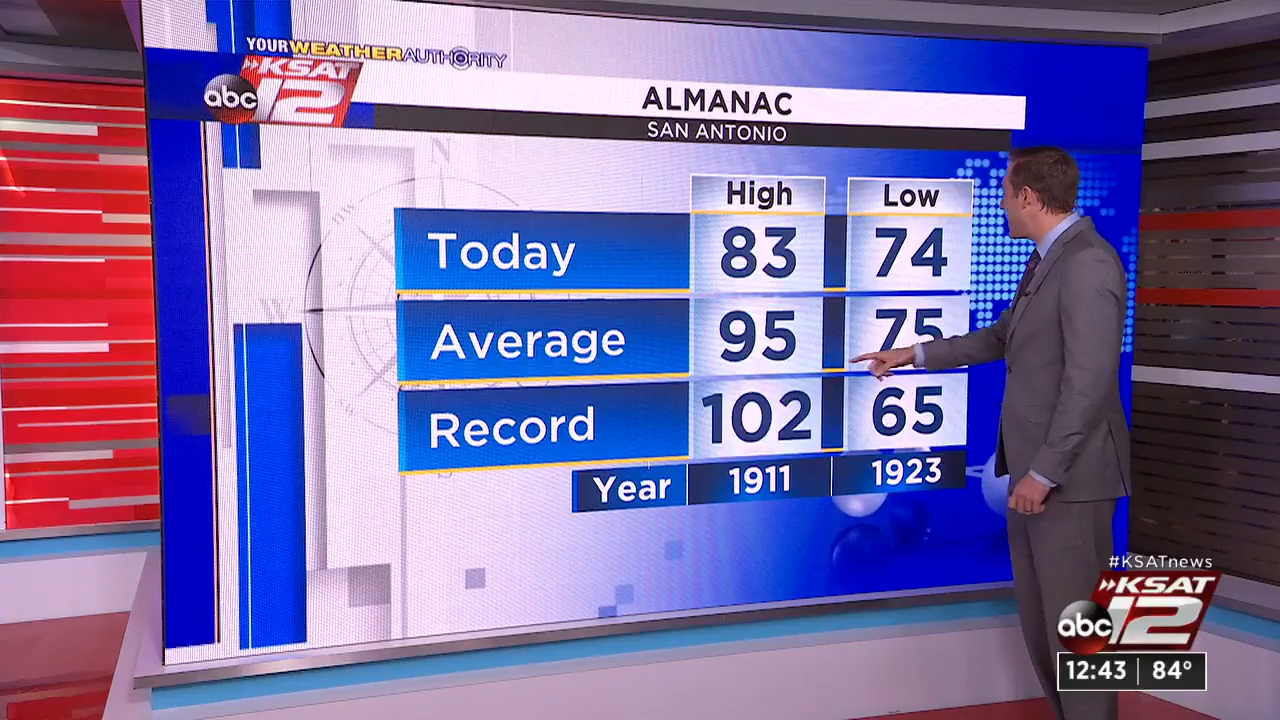 YOUR WEATHER AUTHORITY
KSAT
abc 12
ALMANAC
SAN ANTONIO
High Low
Today 83 74
Average 95 75
Record 102 65
Year 1911 1923
N
#KSATnews
KSAT
abc 12
12:43 84°